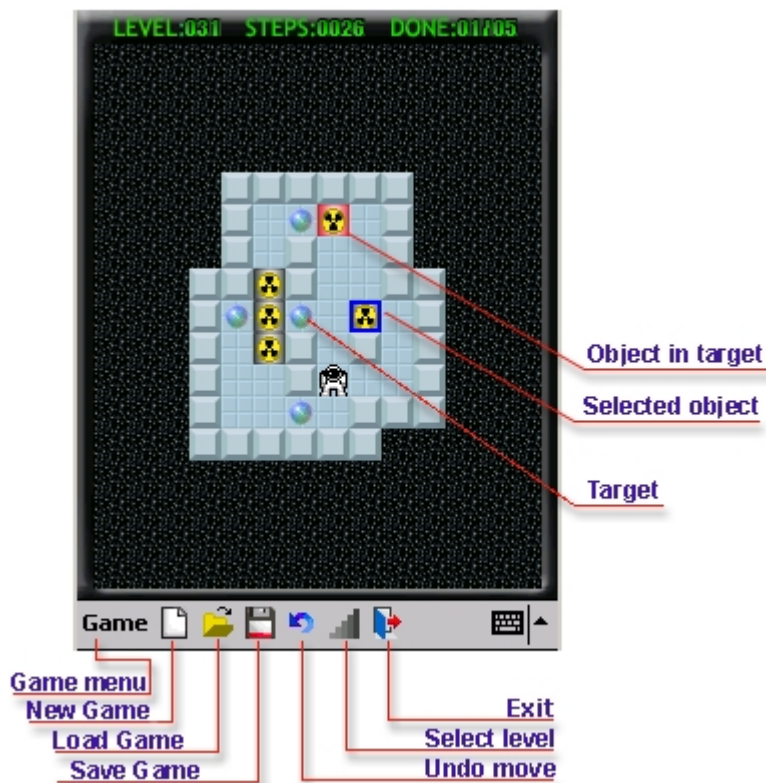 LEVEL:031 STEPS:0026 DONE:01/05
Object in target
Selected object
Target
Game
Game menu
New Game
Load Game
Save Game
Exit
Select level
Undo move